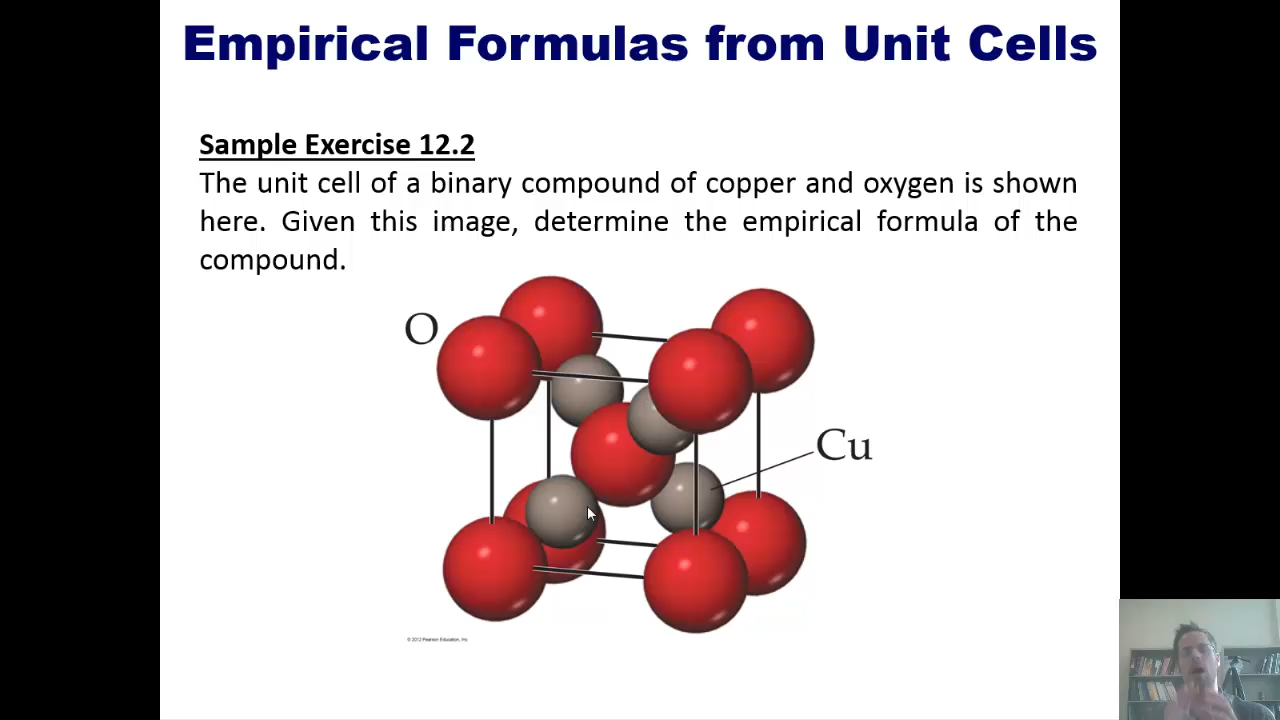 Empirical Formulas from Unit Cells
Sample Exercise 12.2
The unit cell of a binary compound of copper and oxygen is shown
here. Given this image, determine the empirical formula of the
compound.
O
Cu
© 2012 Pearson Education, Inc.